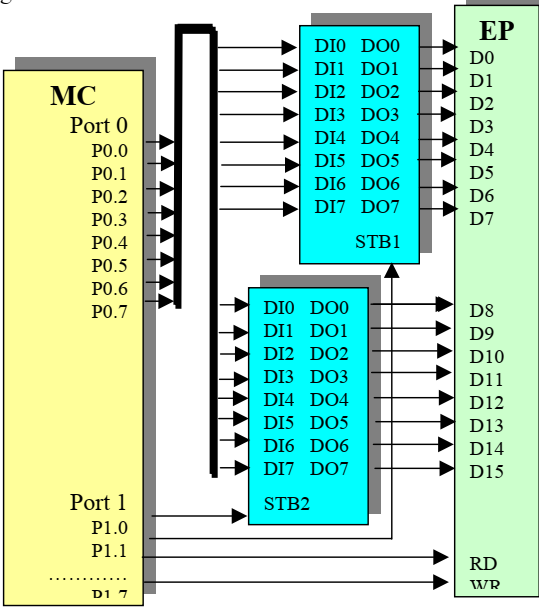 MC
Port 0
P0.0
P0.1
P0.2
P0.3
P0.4
P0.5
P0.6
P0.7
Port 1
P1.0
P1.1
............
P1.7
DI0 DO0
DI1 DO1
DI2 DO2
DI3 DO3
DI4 DO4
DI5 DO5
DI6 DO6
DI7 DO7
STB1
DI0 DO0
DI1 DO1
DI2 DO2
DI3 DO3
DI4 DO4
DI5 DO5
DI6 DO6
DI7 DO7
STB2
EP
D0
D1
D2
D3
D4
D5
D6
D7
D8
D9
D10
D11
D12
D13
D14
D15
RD
WR